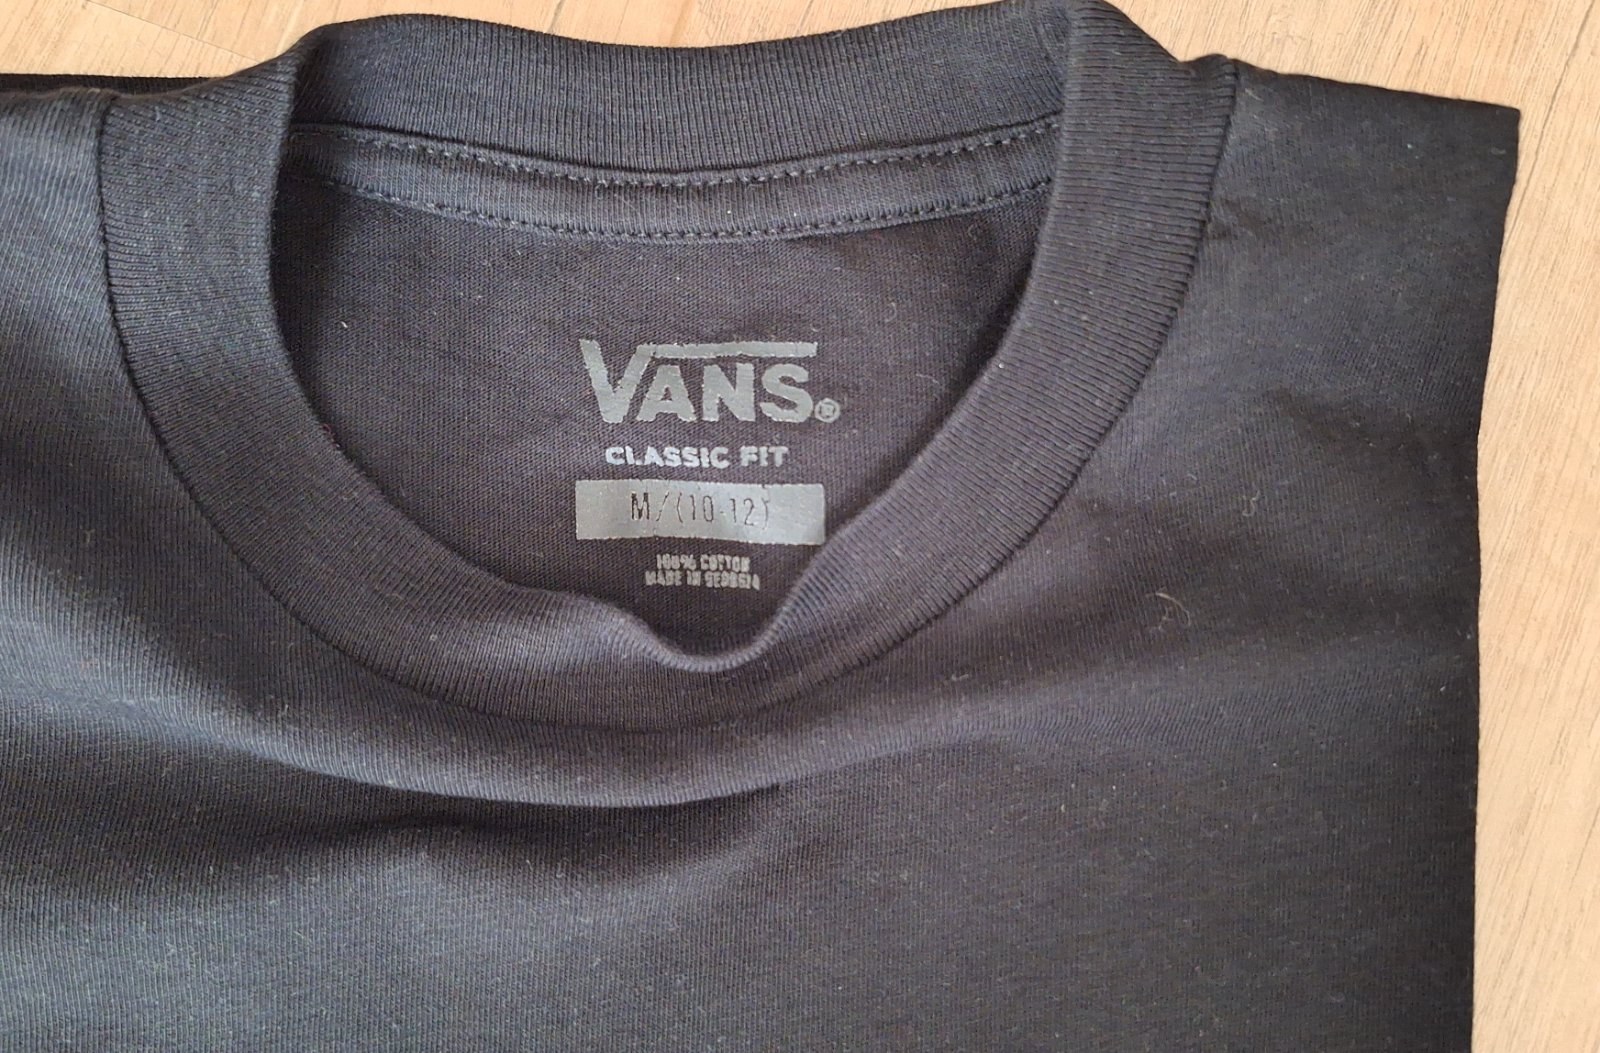 VANS®
CLASSIC FIT
M/(10-12)
100% COTTON
MADE IN GEORGIA